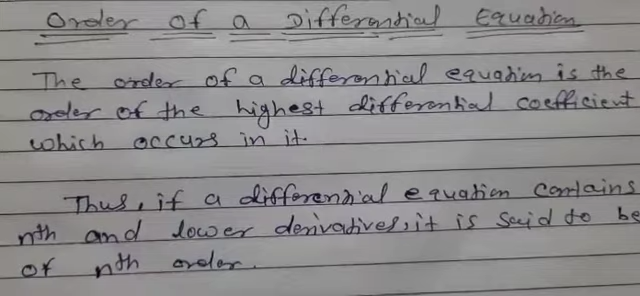 Order of a Differential Equation
The order of a differential equation is the
order of the highest differential coefficient
which occurs in it.
Thus, if a differential equation contains
nth and lower derivatives, it is said to be
of nth order.